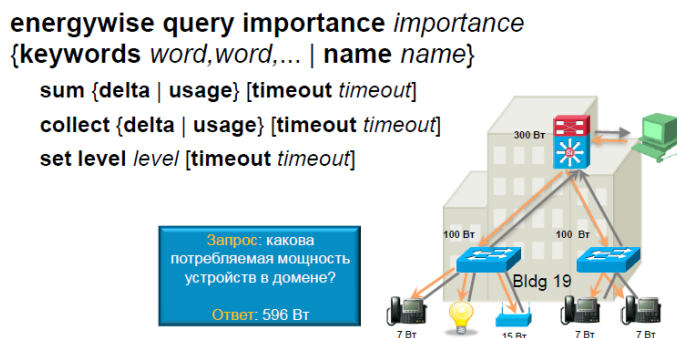 energywise query importance importance
{keywords word,word,... | name name}
sum {delta | usage} [timeout timeout]
collect {delta | usage} [timeout timeout]
set level level [timeout timeout]
300 Вт
SI
100 Вт
100 Вт
Запрос: какова
потребляемая мощность
устройств в домене?
Ответ: 596 Вт
Bldg 19
7 Вт
15 Вт
7 Вт
7 Вт